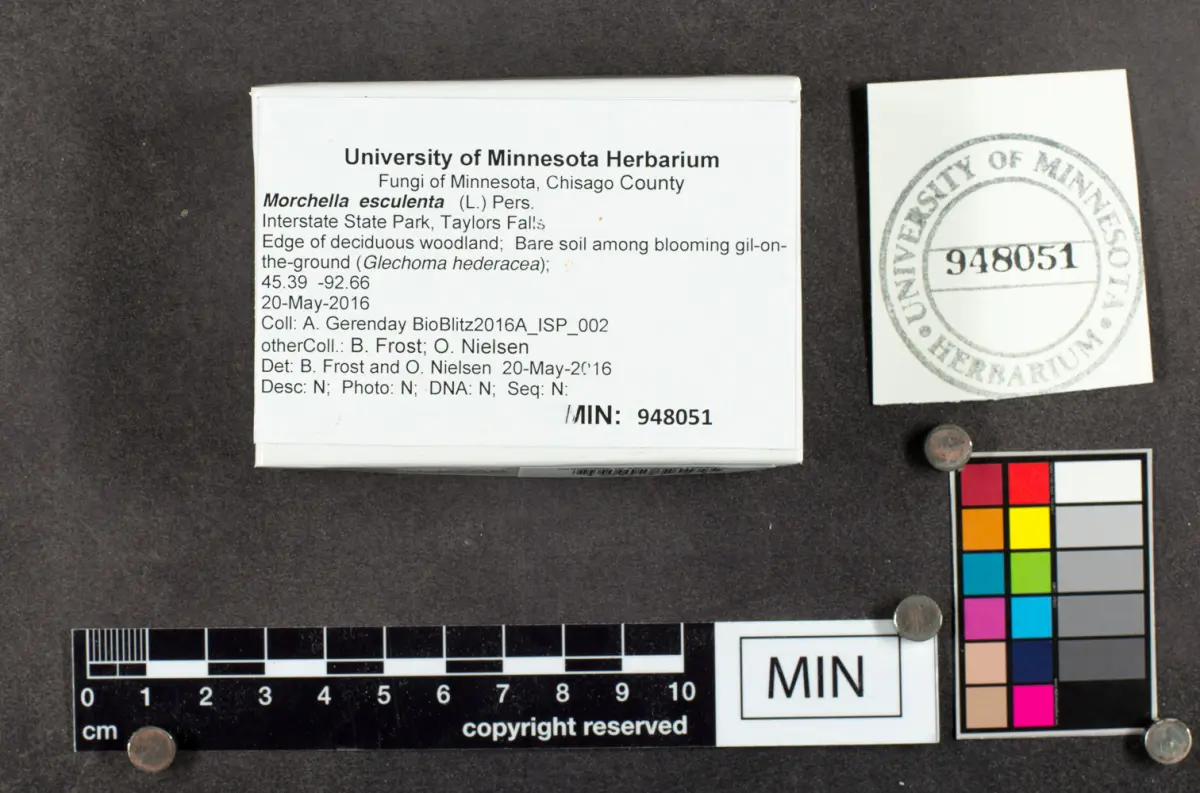 University of Minnesota Herbarium
Fungi of Minnesota, Chisago County
Morchella esculenta (L.) Pers.
Interstate State Park, Taylors Falls
Edge of deciduous woodland; Bare soil among blooming gil-on-
the-ground (Glechoma hederacea);
45.39 -92.66
20-May-2016
Coll: A. Gerenday BioBlitz2016A_ISP_002
otherColl.: B. Frost; O. Nielsen
Det: B. Frost and O. Nielsen 20-May-2016
Desc: N; Photo: N; DNA: N; Seq: N:
MIN: 948051
UNIVERSITY OF MINNESOTA
948051
• HERBARIUM •
0 1 2 3 4 5 6 7 8 9 10
cm
copyright reserved
MIN